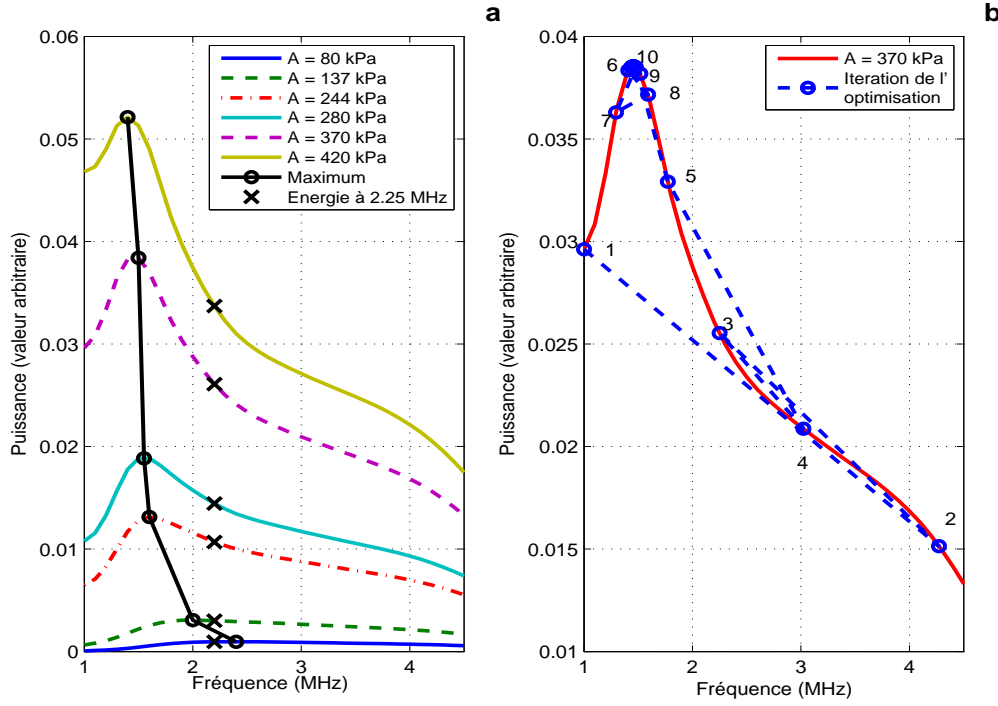 a
0.06
0.05
0.04
0.03
0.02
0.01
0
1
2
3
4
Puissance (valeur arbitraire)
Fréquence (MHz)
A = 80 kPa
A = 137 kPa
A = 244 kPa
A = 280 kPa
A = 370 kPa
A = 420 kPa
Maximum
Energie à 2.25 MHz
b
0.04
0.035
0.03
0.025
0.02
0.015
0.01
1
2
3
4
Puissance (valeur arbitraire)
Fréquence (MHz)
A = 370 kPa
Iteration de l'
optimisation
6
10
9
8
7
5
1
3
4
2